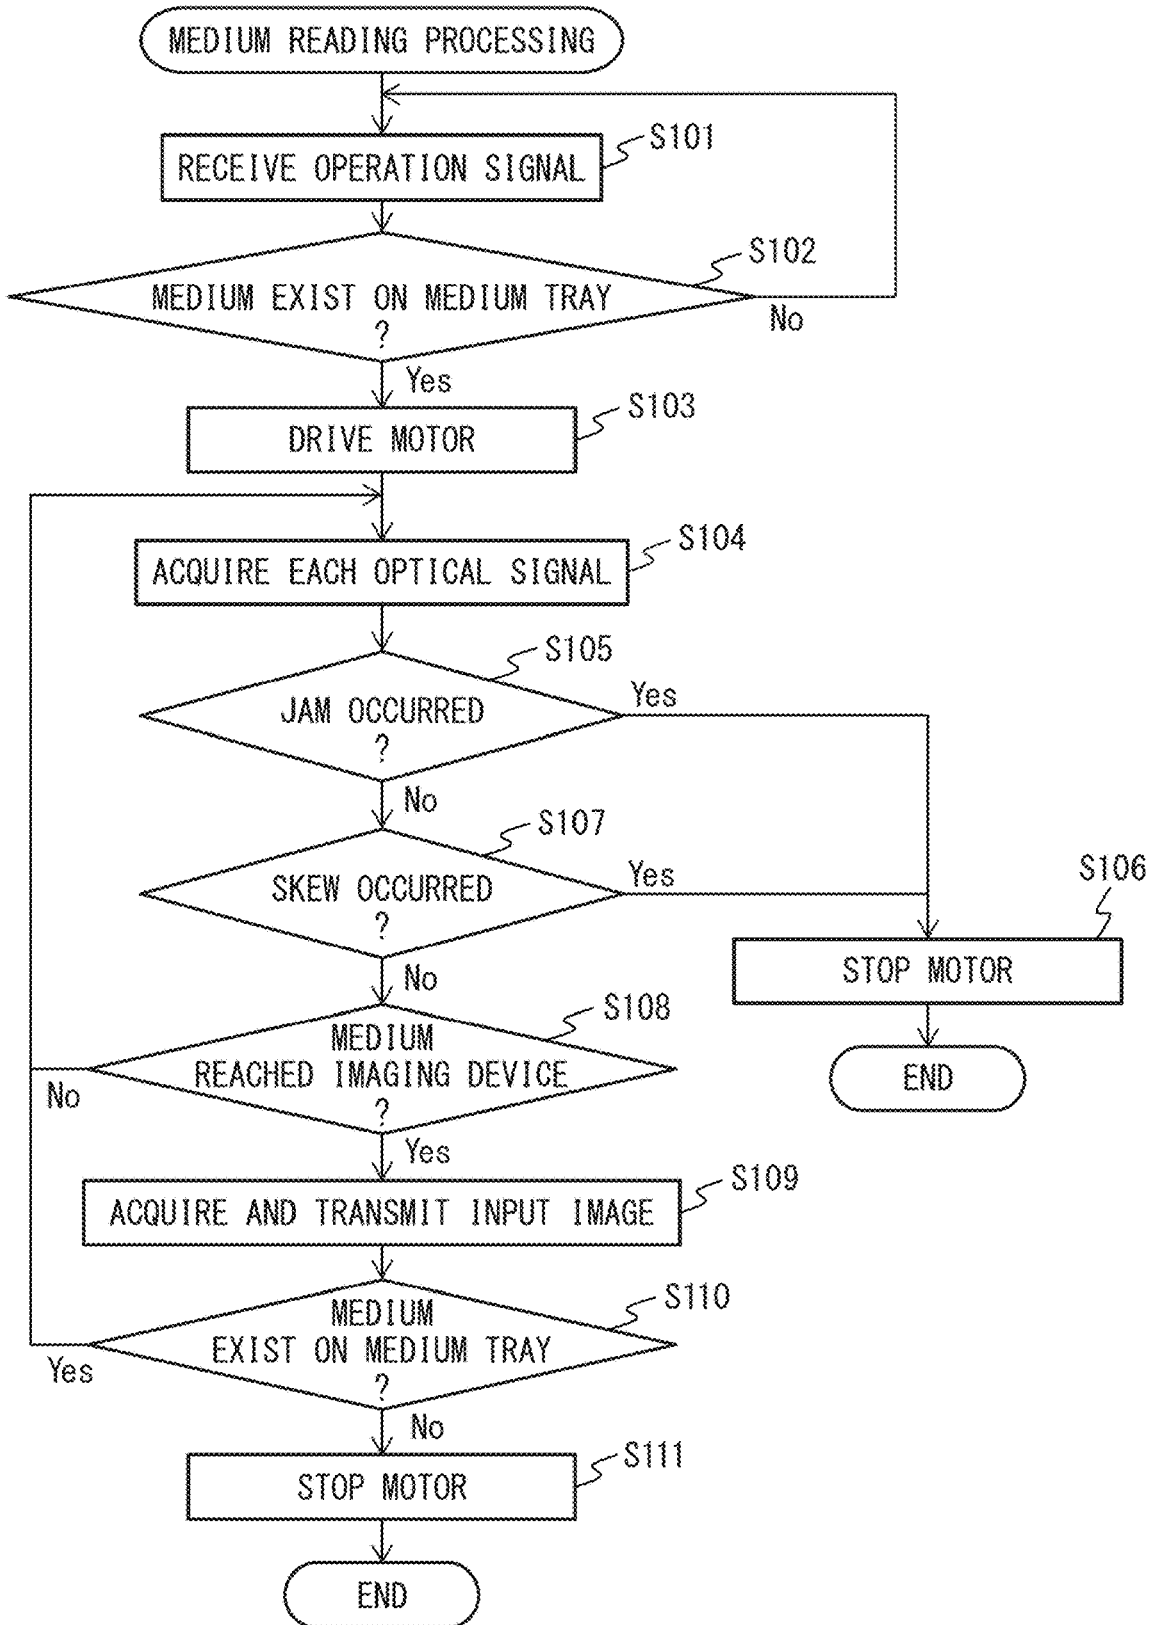 MEDIUM READING PROCESSING
S101
RECEIVE OPERATION SIGNAL
S102
MEDIUM EXIST ON MEDIUM TRAY
?
No
Yes
S103
DRIVE MOTOR
S104
ACQUIRE EACH OPTICAL SIGNAL
S105
JAM OCCURRED
?
Yes
No
S107
SKEW OCCURRED
?
Yes
No
S106
STOP MOTOR
END
S108
MEDIUM
REACHED IMAGING DEVICE
?
No
Yes
S109
ACQUIRE AND TRANSMIT INPUT IMAGE
S110
MEDIUM
EXIST ON MEDIUM TRAY
?
Yes
No
S111
STOP MOTOR
END